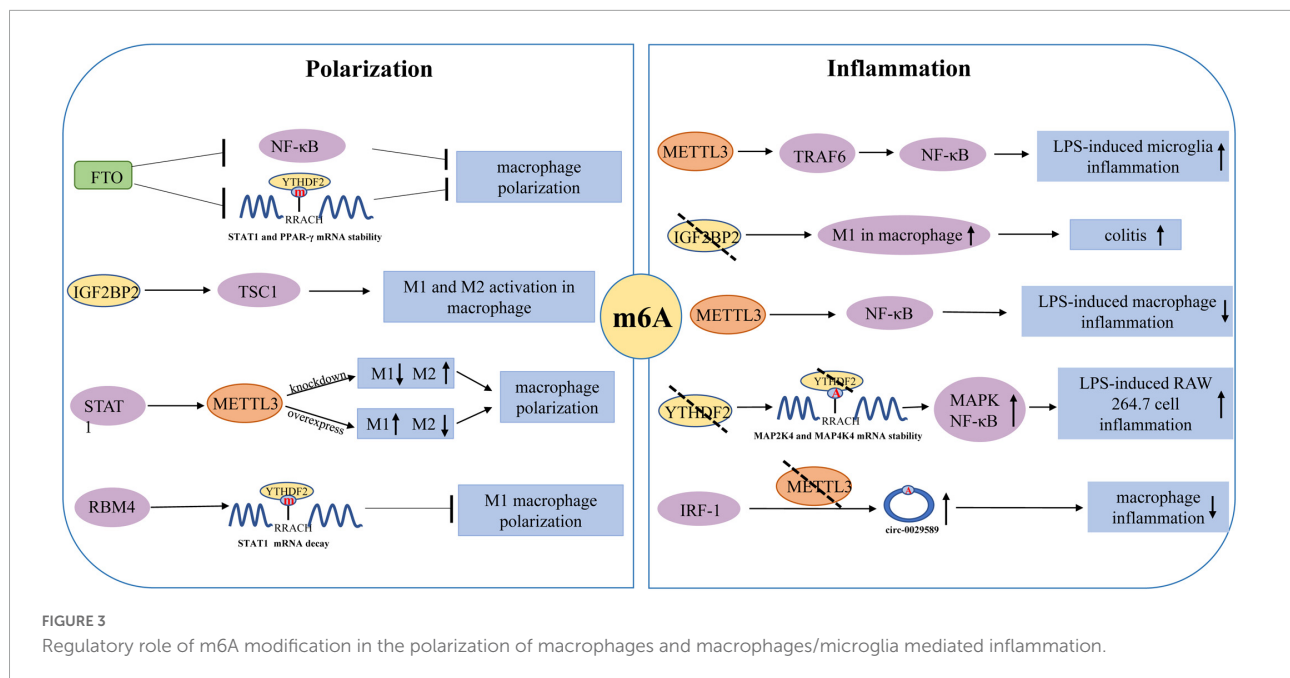 Polarization
FTO
NF-κB
YTHDF2
m
RRACH
STAT1 and PPAR-γ mRNA stability
macrophage
polarization
IGF2BP2
TSC1
M1 and M2 activation in
macrophage
STAT
1
METTL3
knockdown
overexpress
M1 M2
M1 M2
macrophage
polarization
RBM4
YTHDF2
m
RRACH
STAT1 mRNA decay
M1 macrophage
polarization
m6A
Inflammation
METTL3
TRAF6
NF-κB
LPS-induced microglia
inflammation
IGF2BP2
M1 in macrophage
colitis
METTL3
NF-κB
LPS-induced macrophage
inflammation
YTHDF2
YTHDF2
A
RRACH
MAP2K4 and MAP4K4 mRNA stability
MAPK
NF-κB
LPS-induced RAW
264.7 cell
inflammation
IRF-1
METTL3
A
circ-0029589
macrophage
inflammation
FIGURE 3
Regulatory role of m6A modification in the polarization of macrophages and macrophages/microglia mediated inflammation.